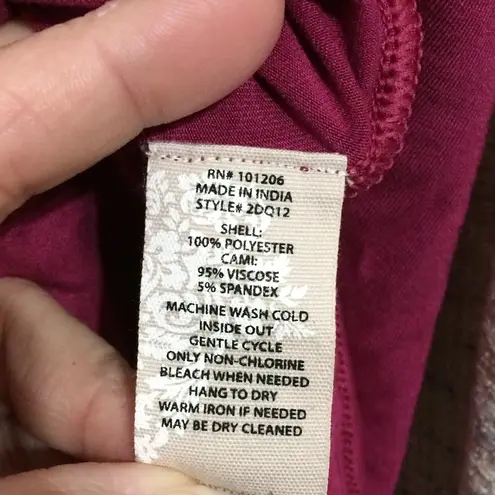 RN# 101206
MADE IN INDIA
STYLE# 2DQ12
SHELL:
100% POLYESTER
CAMI:
95% VISCOSE
5% SPANDEX
MACHINE WASH COLD
INSIDE OUT
GENTLE CYCLE
ONLY NON-CHLORINE
BLEACH WHEN NEEDED
HANG TO DRY
WARM IRON IF NEEDED
MAY BE DRY CLEANED